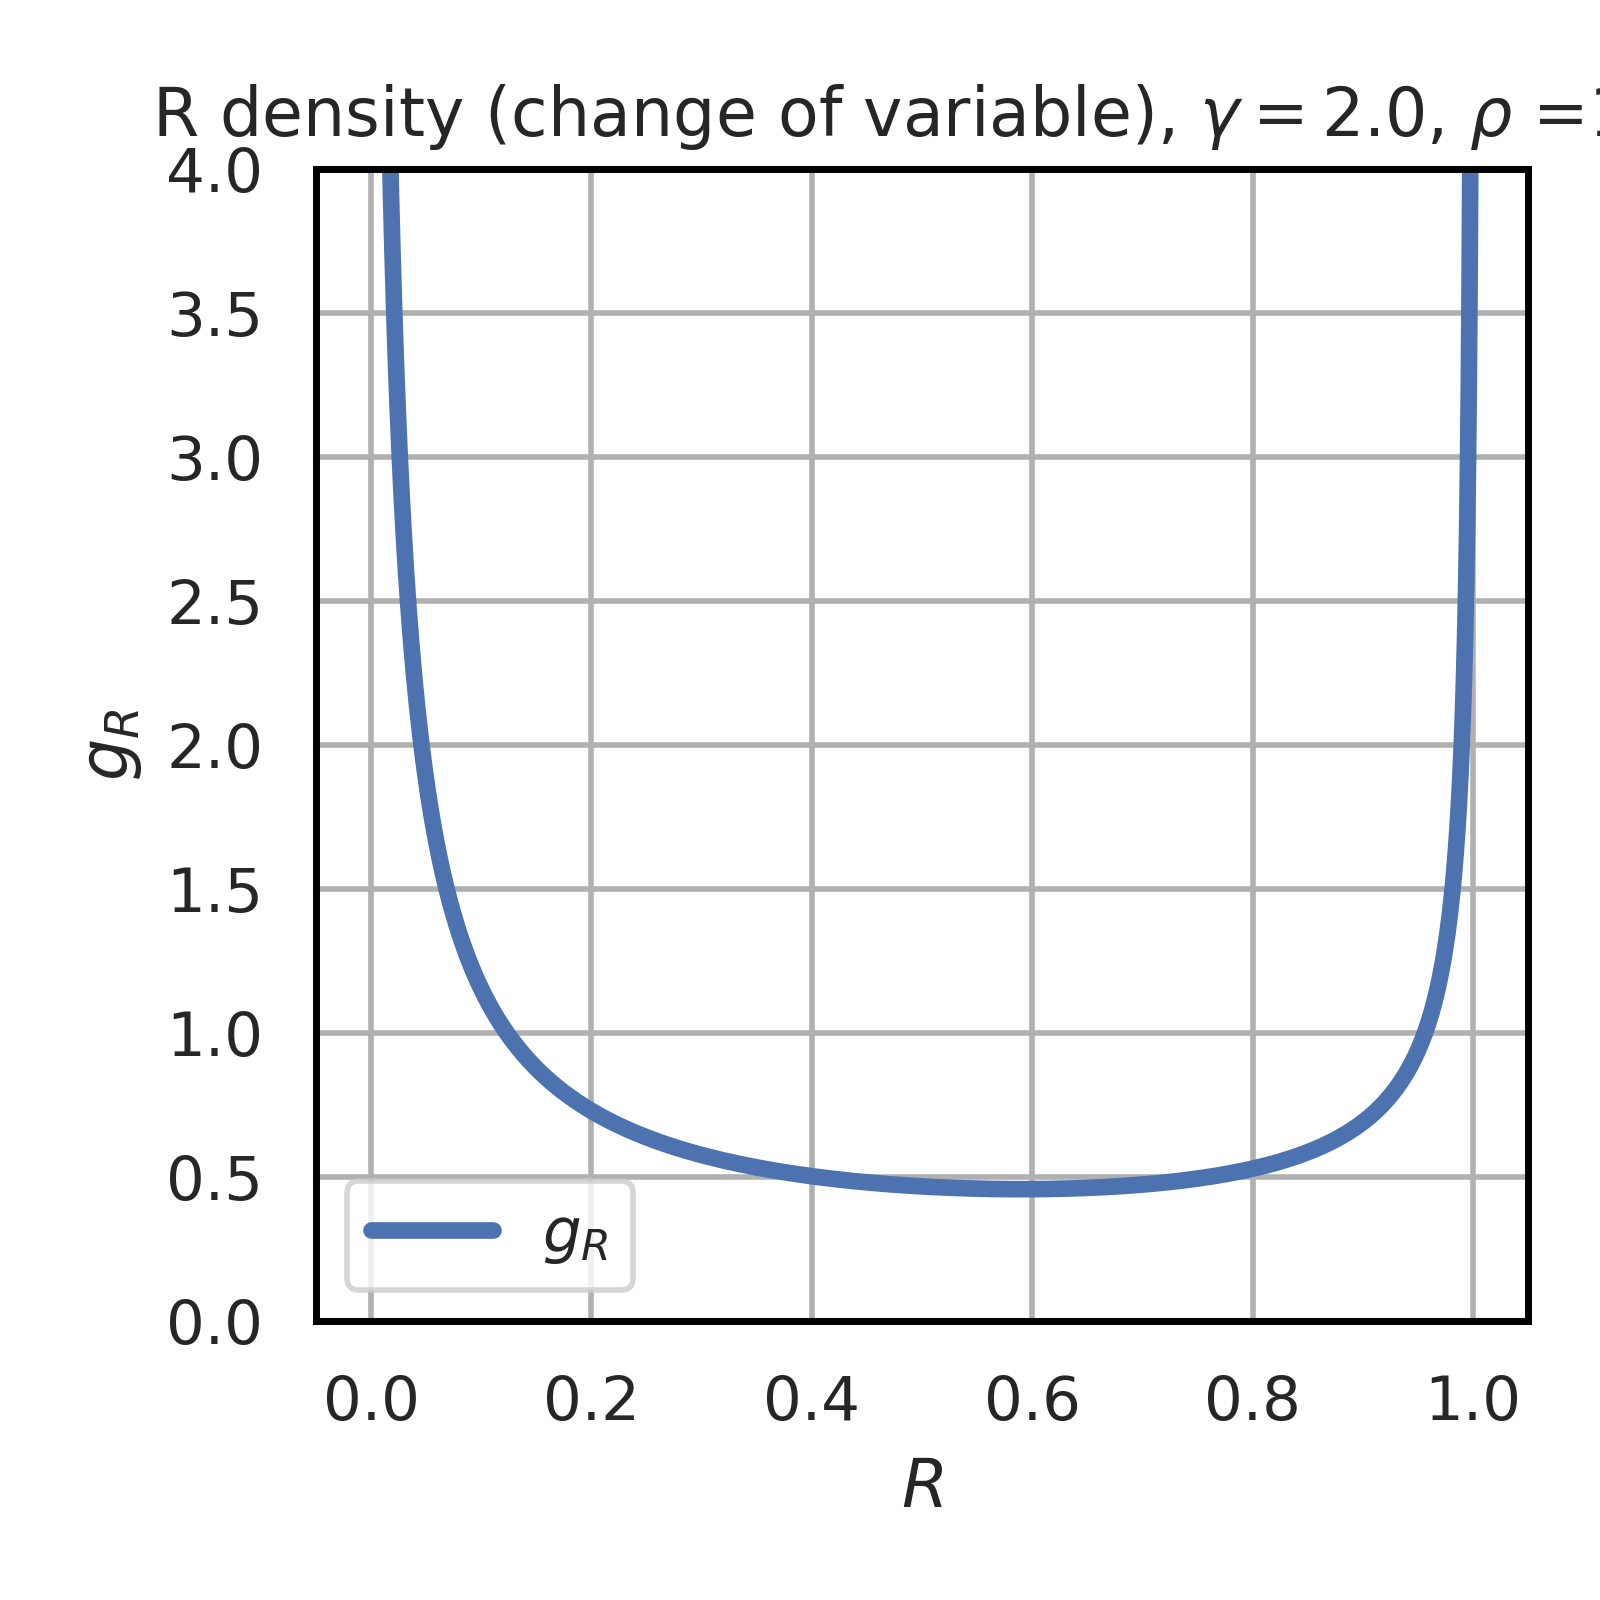 R density (change of variable), γ = 2.0, ρ =
4.0
3.5
3.0
2.5
2.0
1.5
1.0
0.5
0.0
g_R
g_R
0.0 0.2 0.4 0.6 0.8 1.0
R